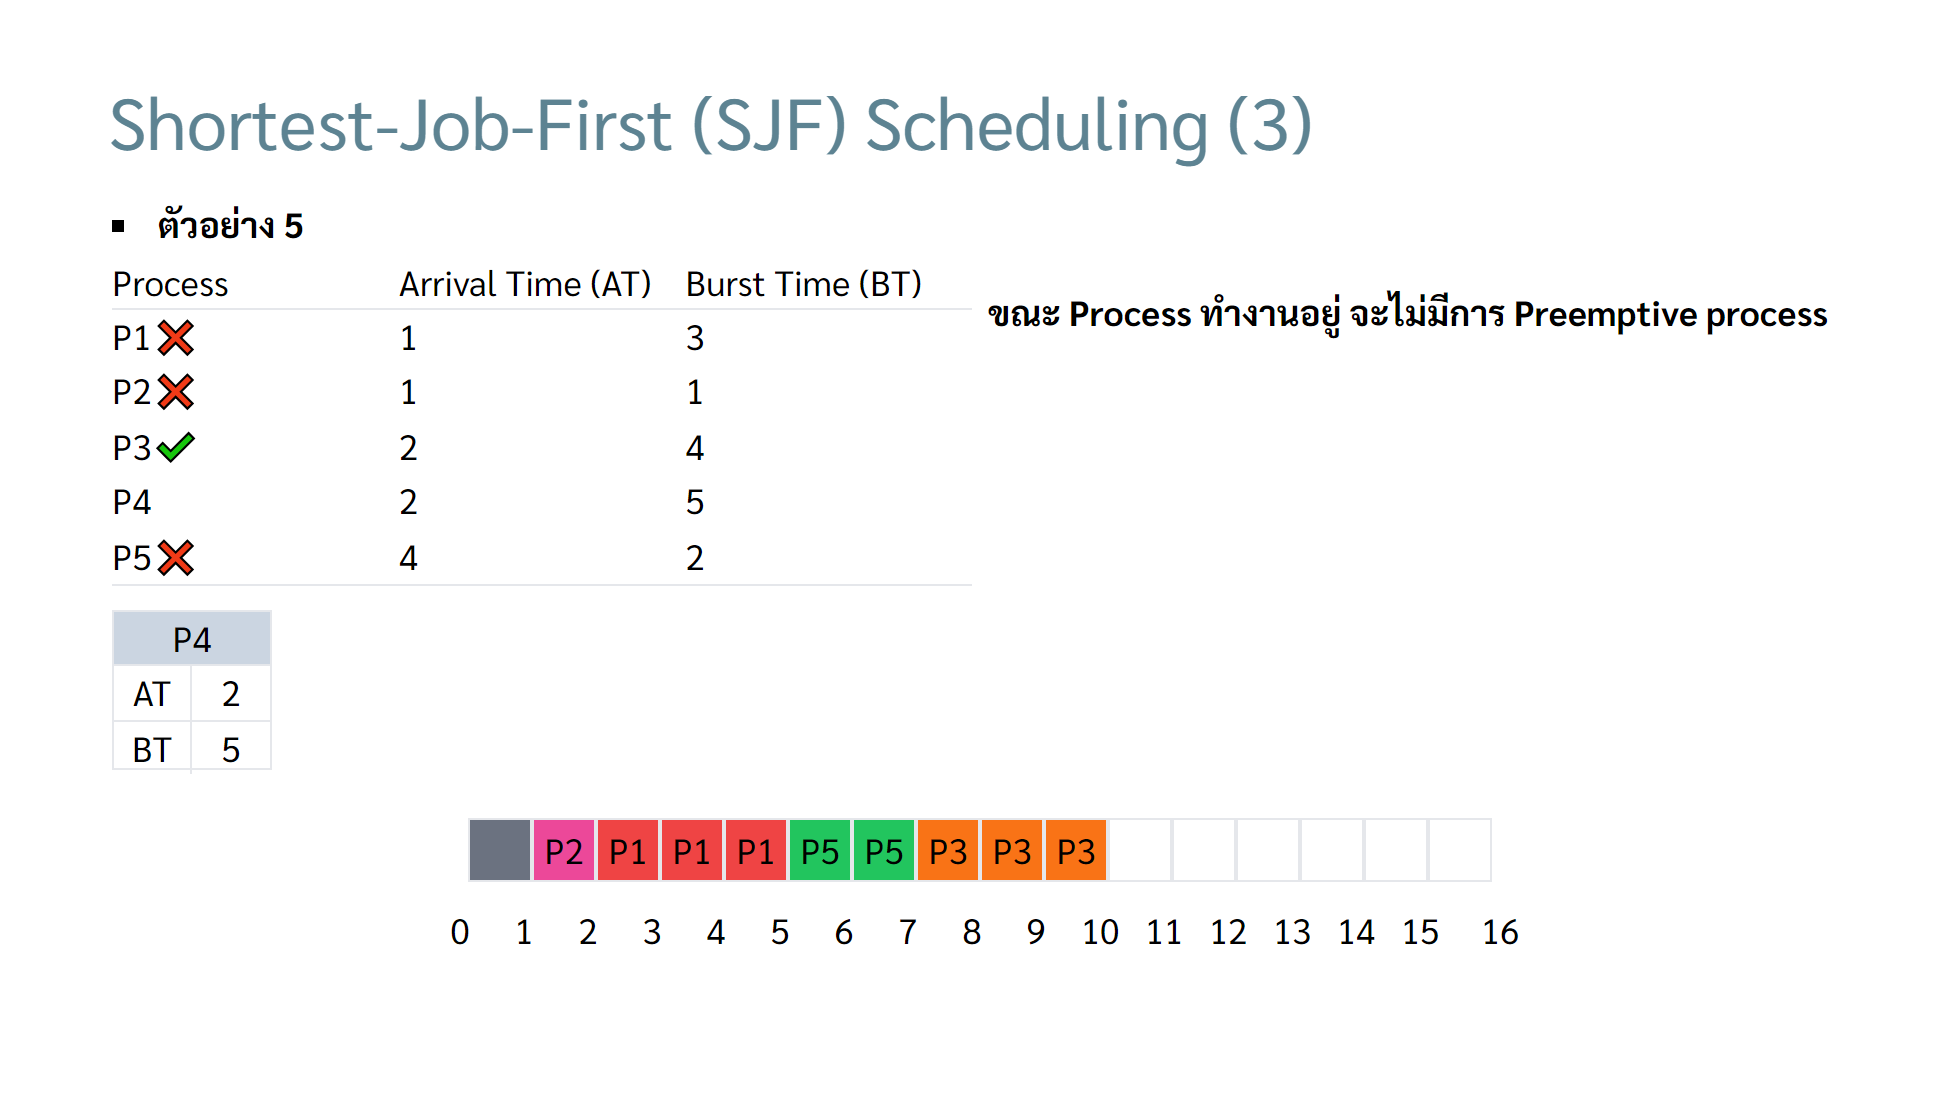 Shortest-Job-First (SJF) Scheduling (3)
ตัวอย่าง 5
Process Arrival Time (AT) Burst Time (BT)
ขณะ Process ทำงานอยู่ จะไม่มีการ Preemptive process
P1 1 3
P2 1 1
P3 2 4
P4 2 5
P5 4 2
P4
AT 2
BT 5
P2 P1 P1 P1 P5 P5 P3 P3 P3
0 1 2 3 4 5 6 7 8 9 10 11 12 13 14 15 16